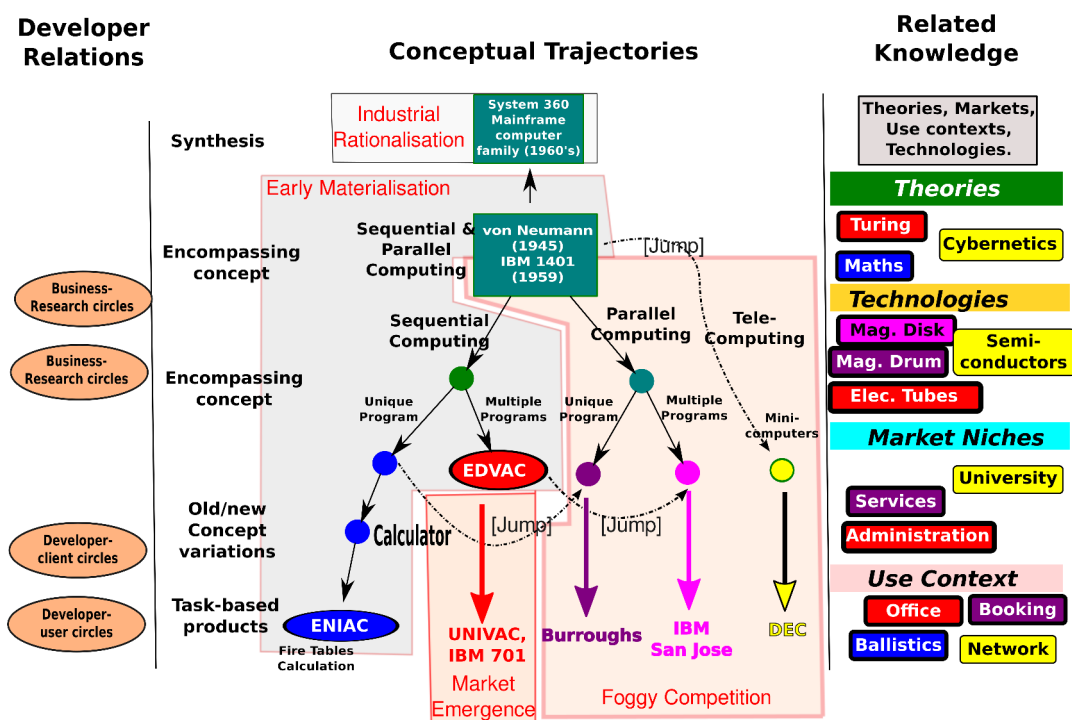 Developer
Relations
Conceptual Trajectories
Related
Knowledge
Business-
Research circles
Business-
Research circles
Developer-
client circles
Developer-
user circles
Synthesis
Encompassing
concept
Encompassing
concept
Old/new
Concept
variations
Task-based
products
Industrial
Rationalisation
System 360
Mainframe
computer
family (1960's)
Early Materialisation
Sequential &
Parallel
Computing
von Neumann
(1945)
IBM 1401
(1959)
[Jump]
Sequential
Computing
Parallel
Computing
Tele-
Computing
Unique
Program
Multiple
Programs
Unique
Program
Multiple
Programs
Mini-
computers
EDVAC
[Jump]
[Jump]
Calculator
ENIAC
Fire Tables
Calculation
UNIVAC,
IBM 701
Burroughs
IBM
San Jose
DEC
Market
Emergence
Foggy Competition
Theories, Markets,
Use contexts,
Technologies.
Theories
Turing
Cybernetics
Maths
Technologies
Mag. Disk
Semi-
conductors
Mag. Drum
Elec. Tubes
Market Niches
University
Services
Administration
Use Context
Office
Booking
Ballistics
Network